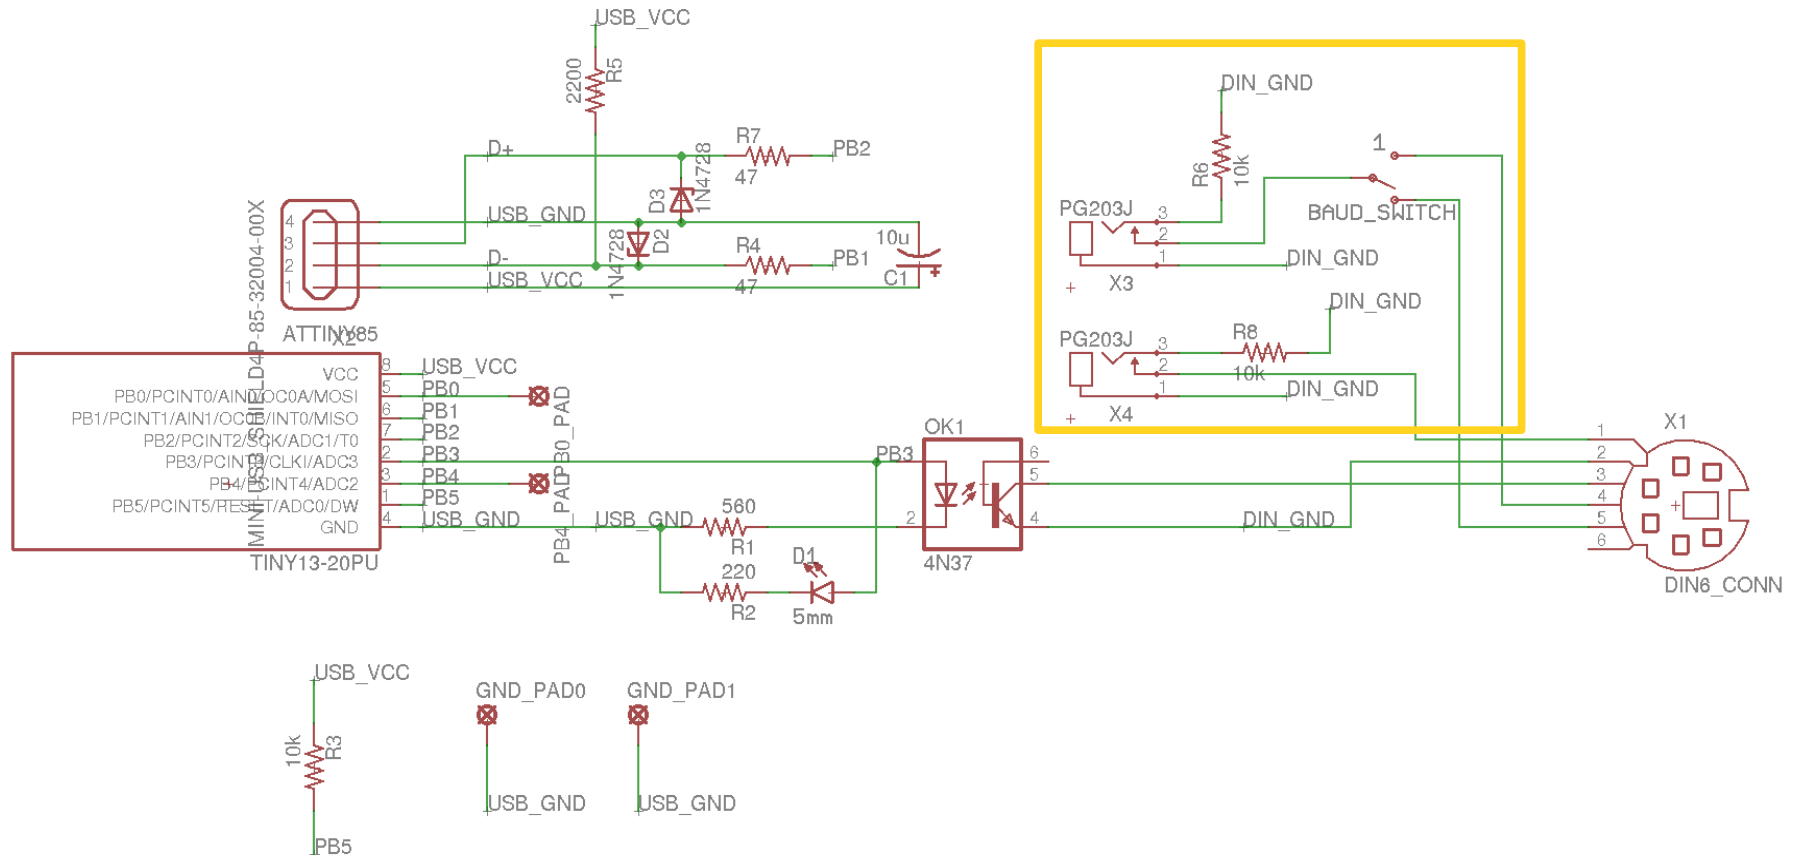 USB_VCC
2200
R5
D+
R7
47
PB2
D3
1N4728
USB_GND
D2
1N4728
D-
R4
47
PB1
USB_VCC
10u
C1
4
3
2
1
MINI-USB_SHIELD4P-85-32004-00X
ATTINY85
X2
VCC
8
USB_VCC
PB0/PCINT0/AIN0/OC0A/MOSI
5
PB0
PB1/PCINT1/AIN1/OC0B/INT0/MISO
6
PB1
PB2/PCINT2/SCK/ADC1/T0
7
PB2
PB3/PCINT3/CLKI/ADC3
2
PB3
PB4/PCINT4/ADC2
3
PB4
PB5/PCINT5/RESET/ADC0/DW
1
PB5
GND
4
USB_GND
TINY13-20PU
PB0_PAD
PB4_PAD
USB_GND
560
R1
220
R2
D1
5mm
PB3
OK1
2
6
5
4
4N37
DIN_GND
DIN_GND
R6
10k
1
BAUD_SWITCH
PG203J
3
2
1
X3
DIN_GND
DIN_GND
PG203J
3
2
1
X4
R8
10k
DIN_GND
X1
1
2
3
4
5
6
DIN6_CONN
USB_VCC
10k
R3
PB5
GND_PAD0
USB_GND
GND_PAD1
USB_GND